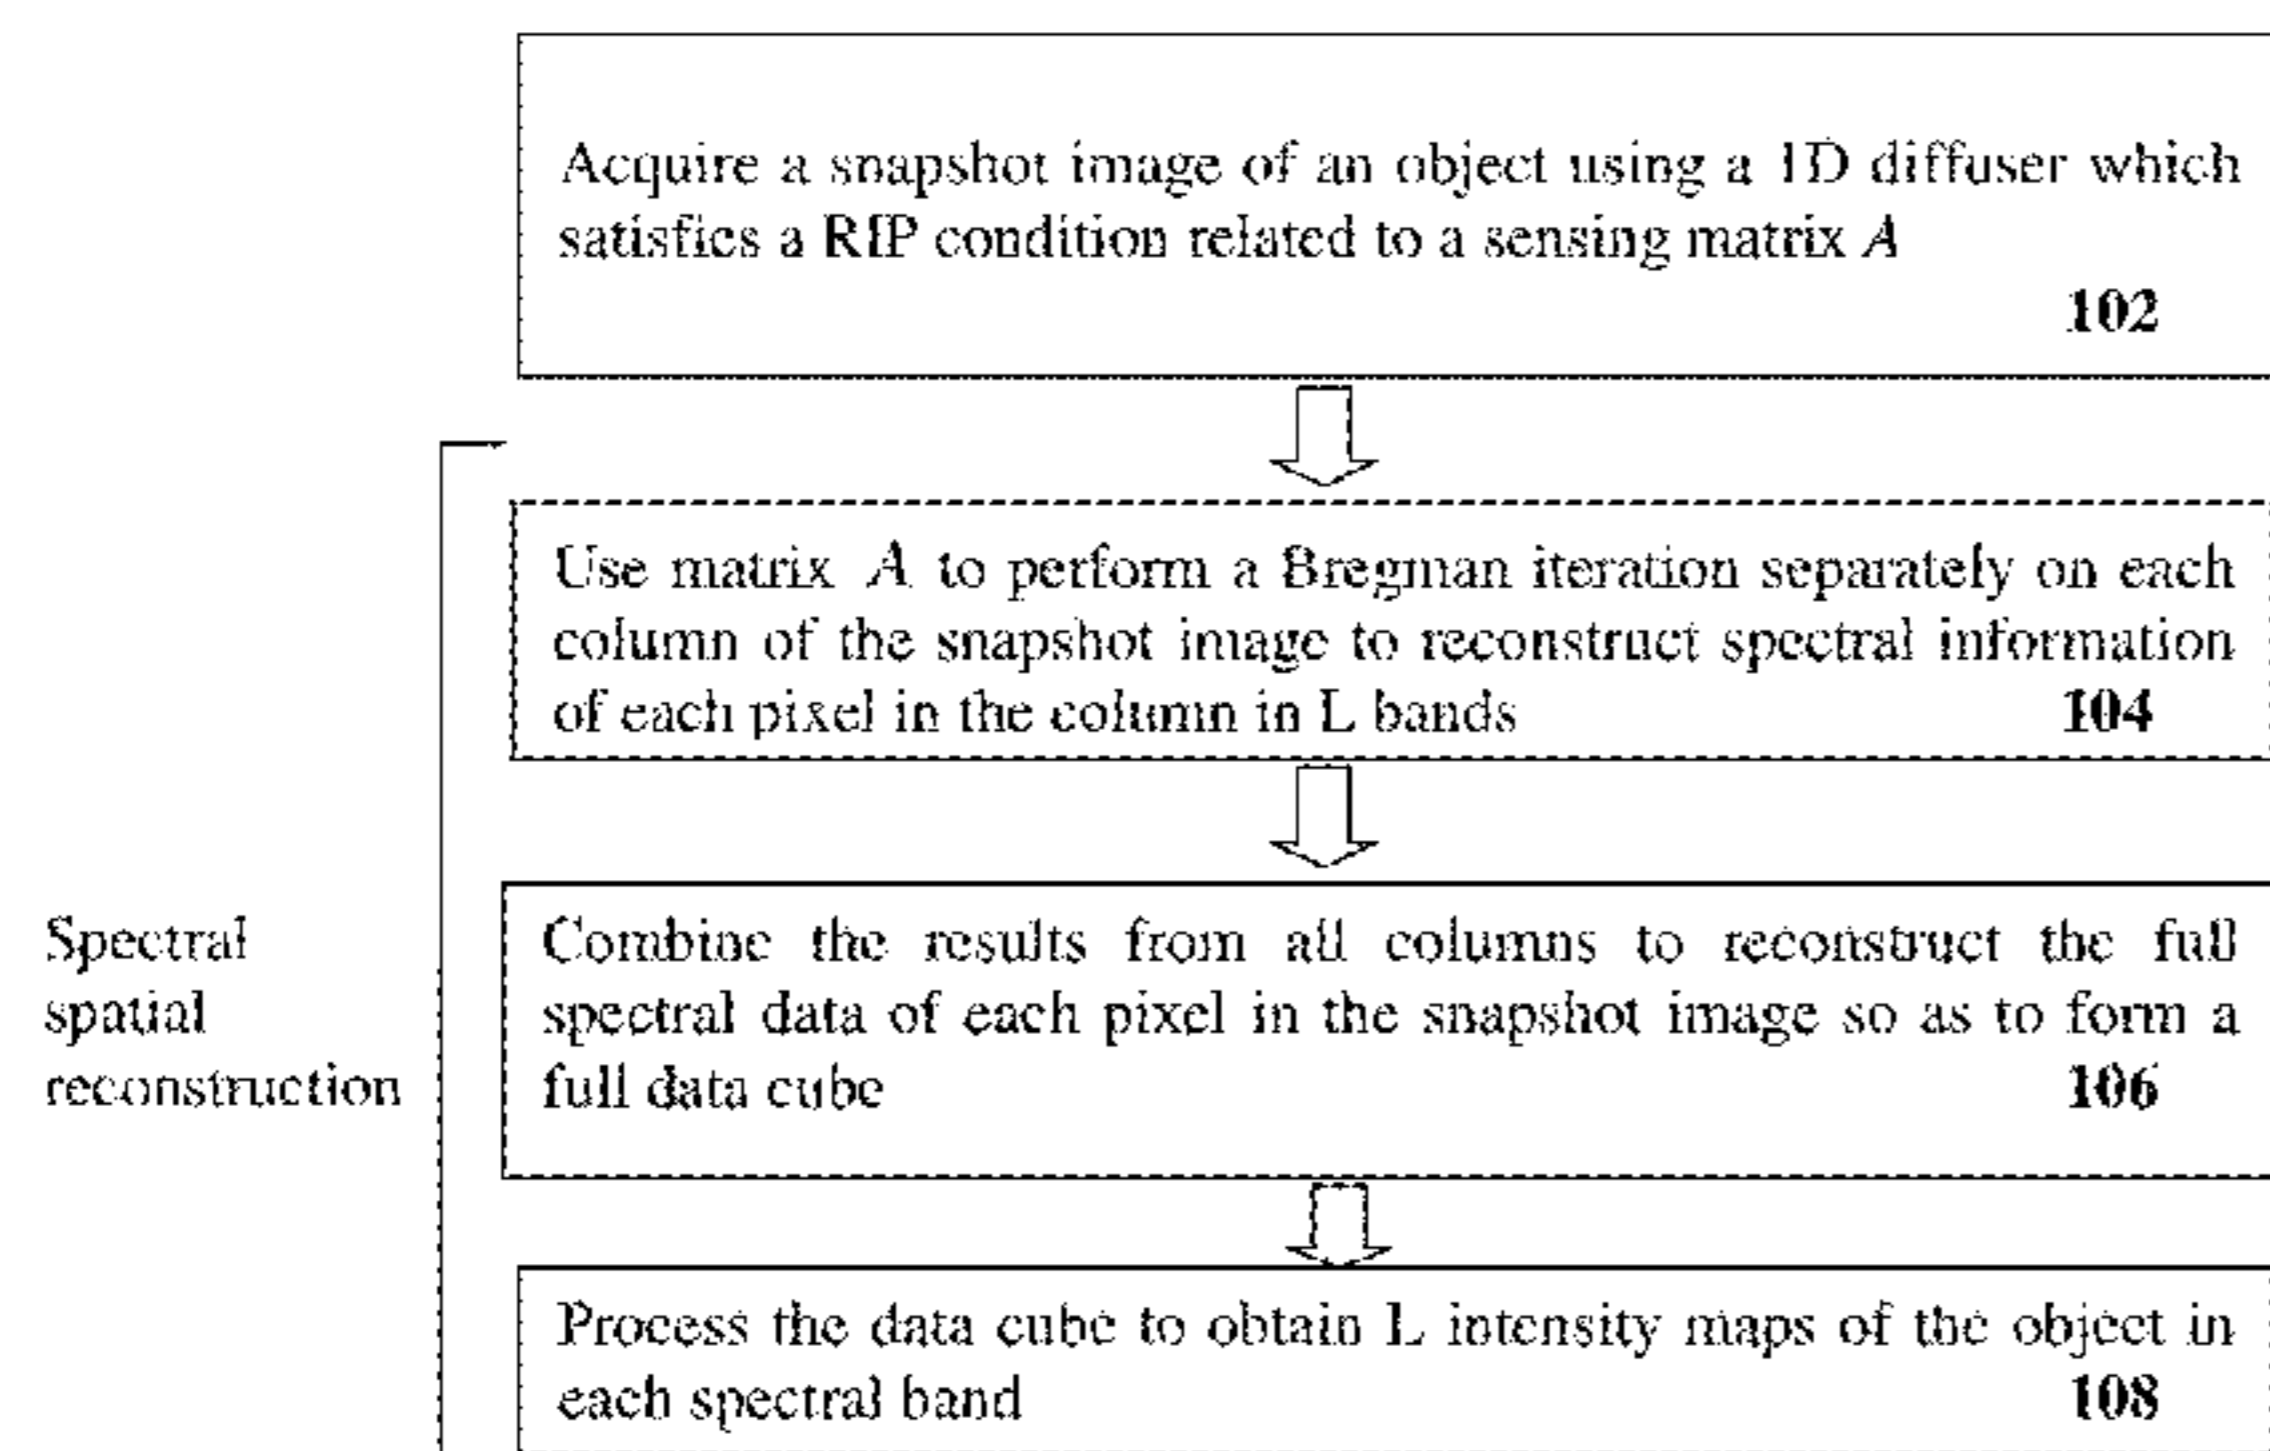 Acquire a snapshot image of an object using a 1D diffuser which
satisfies a RIP condition related to a sensing matrix A
102
Use matrix A to perform a Bregman iteration separately on each
column of the snapshot image to reconstruct spectral information
of each pixel in the column in L bands 104
Spectral
spatial
reconstruction
Combine the results from all columns to reconstruct the full
spectral data of each pixel in the snapshot image so as to form a
full data cube 106
Process the data cube to obtain L intensity maps of the object in
each spectral band 108